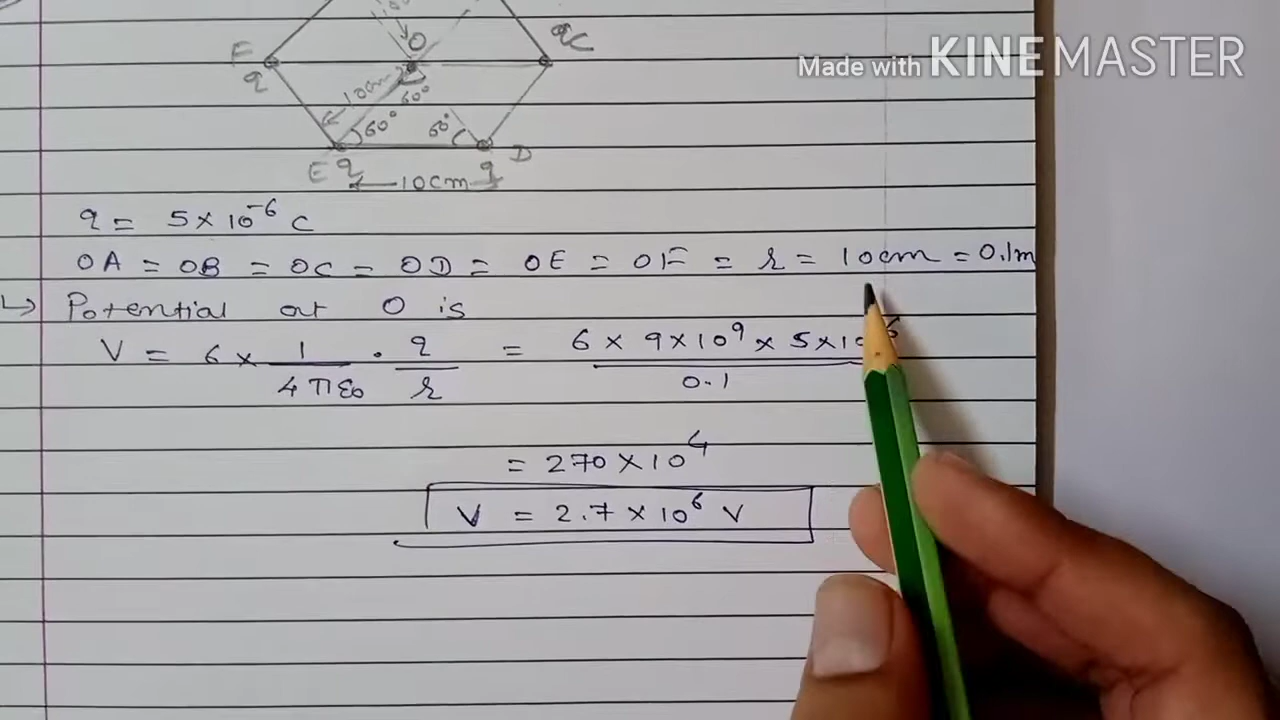 Made with KINEMASTER
O
F
q
qC
10cm
60°
60° 60°
E q
q D
10cm
q = 5 × 10⁻⁶ C
OA = OB = OC = OD = OE = OF = r = 10cm = 0.1m
↳ Potential at O is
V = 6 × 1/4πε₀ · q/r = 6 × 9×10⁹ × 5×10⁻⁶/0.1
= 270 × 10⁴
V = 2.7 × 10⁶ V